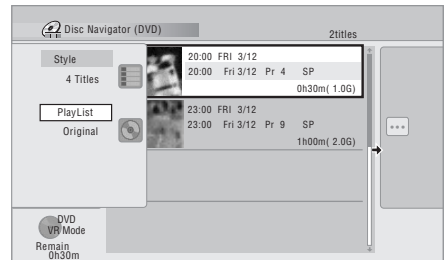 Disc Navigator (DVD)
2titles
Style
4 Titles
PlayList
Original
20:00 FRI 3/12
20:00 Fri 3/12 Pr 4 SP
0h30m( 1.0G)
23:00 FRI 3/12
23:00 Fri 3/12 Pr 9 SP
1h00m( 2.0G)
DVD
VR Mode
Remain
0h30m